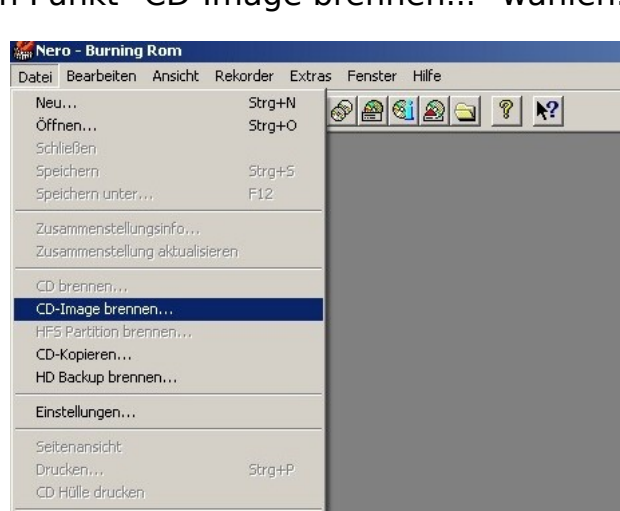 Punkt "CD-Image brennen..." wählen.
Nero - Burning Rom
Datei Bearbeiten Ansicht Rekorder Extras Fenster Hilfe
Neu... Strg+N
Öffnen... Strg+O
Schließen
Speichern Strg+S
Speichern unter... F12
Zusammenstellungsinfo...
Zusammenstellung aktualisieren
CD brennen...
CD-Image brennen...
HFS Partition brennen...
CD-Kopieren...
HD Backup brennen...
Einstellungen...
Seitenansicht
Drucken... Strg+P
CD Hülle drucken